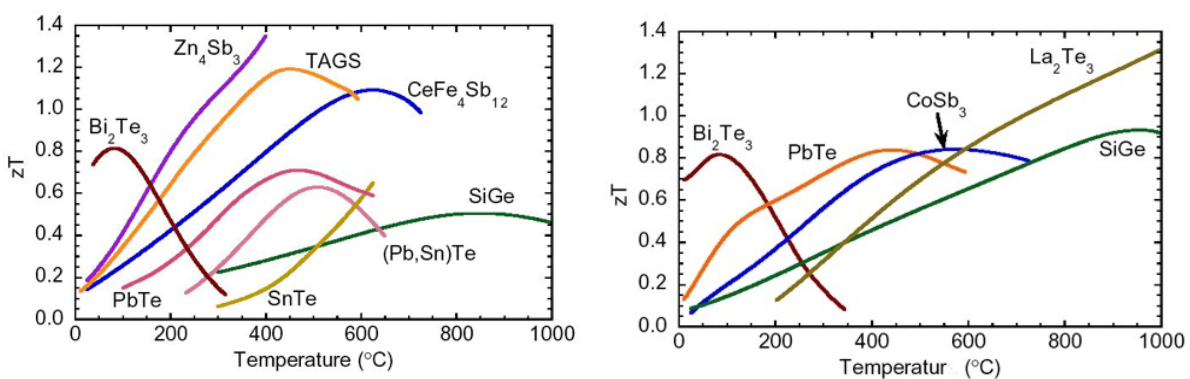 1.4
1.2
1.0
0.8
0.6
0.4
0.2
0.0
zT
Zn4Sb3
TAGS
CeFe4Sb12
Bi2Te3
SiGe
(Pb,Sn)Te
PbTe
SnTe
0 200 400 600 800 1000
Temperature (°C)
1.4
1.2
1.0
0.8
0.6
0.4
0.2
0.0
zT
La2Te3
CoSb3
Bi2Te3
PbTe
SiGe
0 200 400 600 800 1000
Temperatur (°C)